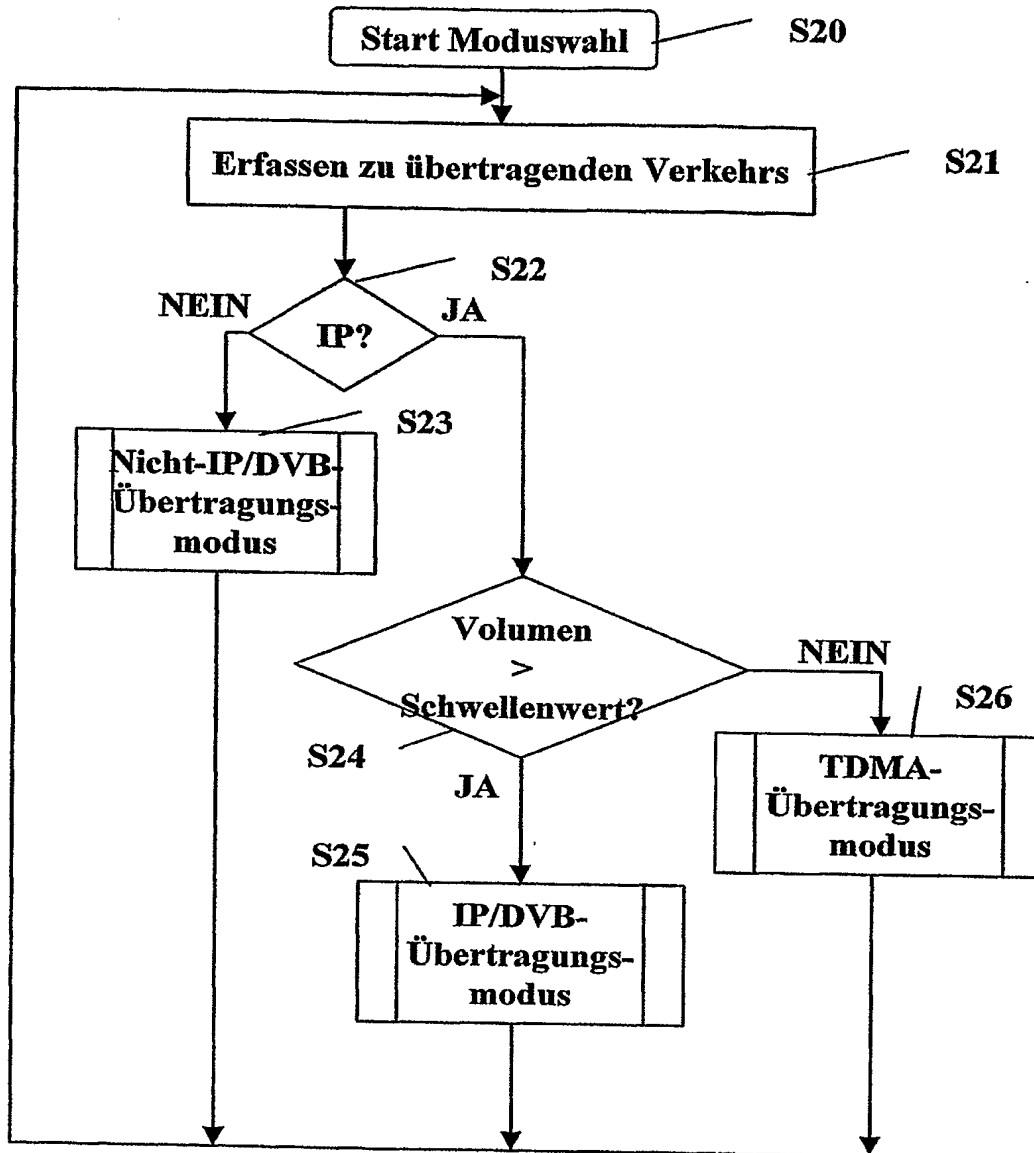 Start Moduswahl
S20
Erfassen zu übertragenden Verkehrs
S21
S22
NEIN
JA
IP?
S23
Nicht-IP/DVB-
Übertragungs-
modus
Volumen
>
Schwellenwert?
NEIN
S24
JA
S26
TDMA-
Übertragungs-
modus
S25
IP/DVB-
Übertragungs-
modus